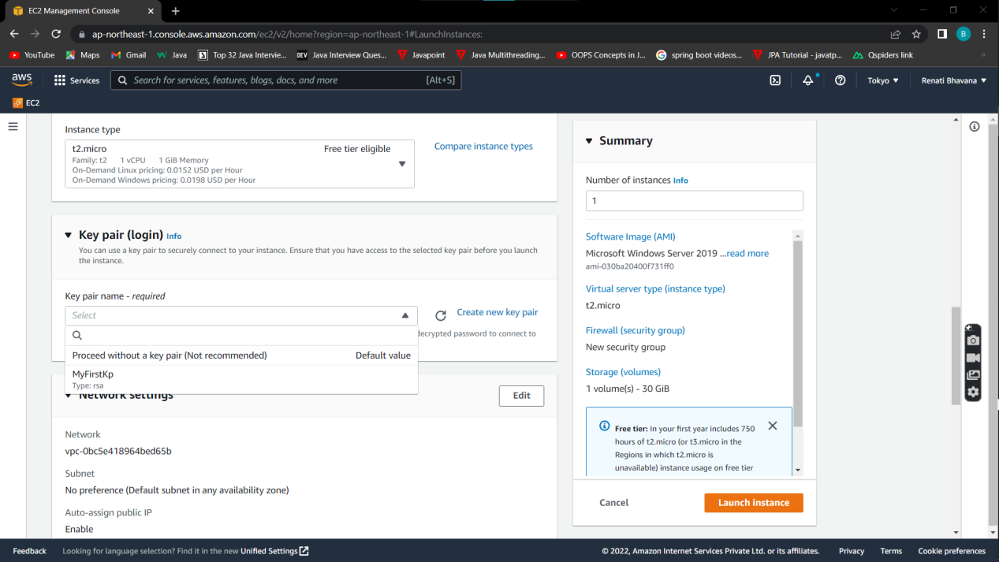 EC2 Management Console
ap-northeast-1.console.aws.amazon.com/ec2/v2/home?region=ap-northeast-1#LaunchInstances:
B
YouTube Maps Gmail Java Top 32 Java Intervie... DEV Java Interview Ques... Javapoint Java Multithreading... OOPS Concepts in J... spring boot videos... JPA Tutorial - javatp... Qspiders link
aws Services Search for services, features, blogs, docs, and more [Alt+S] Tokyo Renati Bhavana
EC2
Instance type
t2.micro Free tier eligible
Family: t2 1 vCPU 1 GiB Memory
On-Demand Linux pricing: 0.0152 USD per Hour
On-Demand Windows pricing: 0.0198 USD per Hour
Compare instance types
Key pair (login) Info
You can use a key pair to securely connect to your instance. Ensure that you have access to the selected key pair before you launch
the instance.
Key pair name - required
Select
Create new key pair
decrypted password to connect to
Proceed without a key pair (Not recommended) Default value
MyFirstKp
Type: rsa
Network settings
Edit
Network
vpc-0bc5e418964bed65b
Subnet
No preference (Default subnet in any availability zone)
Auto-assign public IP
Enable
Summary
Number of instances Info
1
Software Image (AMI)
Microsoft Windows Server 2019 ...read more
ami-030ba20400f731ff0
Virtual server type (instance type)
t2.micro
Firewall (security group)
New security group
Storage (volumes)
1 volume(s) - 30 GiB
Free tier: In your first year includes 750
hours of t2.micro (or t3.micro in the
Regions in which t2.micro is
unavailable) instance usage on free tier
Cancel
Launch instance
Feedback Looking for language selection? Find it in the new Unified Settings © 2022, Amazon Internet Services Private Ltd. or its affiliates. Privacy Terms Cookie preferences